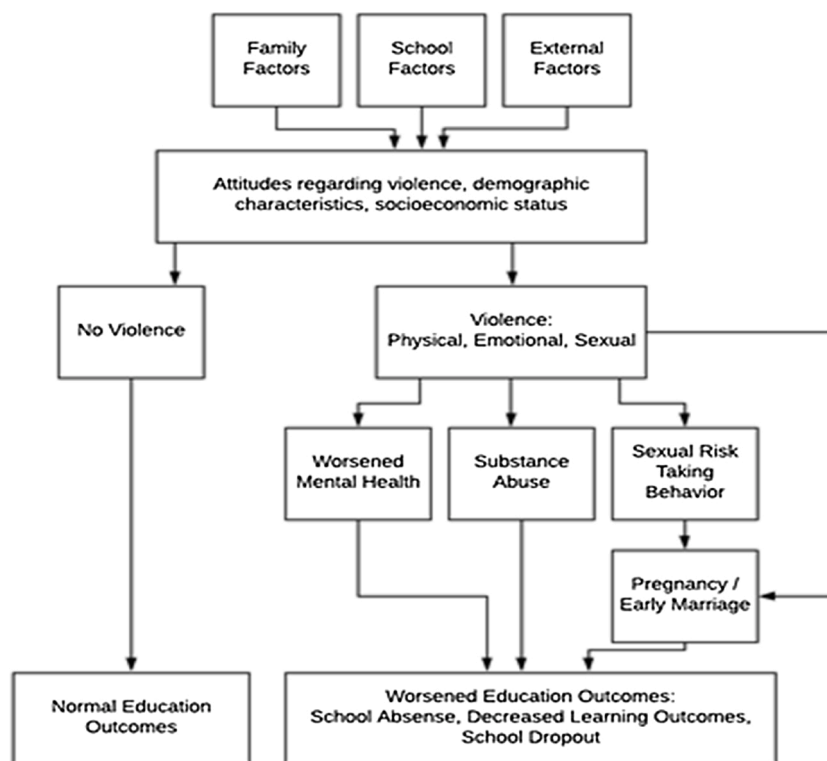 Family
Factors
School
Factors
External
Factors
Attitudes regarding violence, demographic
characteristics, socioeconomic status
No Violence
Violence:
Physical, Emotional, Sexual
Worsened
Mental Health
Substance
Abuse
Sexual Risk
Taking
Behavior
Pregnancy /
Early Marriage
Normal Education
Outcomes
Worsened Education Outcomes:
School Absense, Decreased Learning Outcomes,
School Dropout